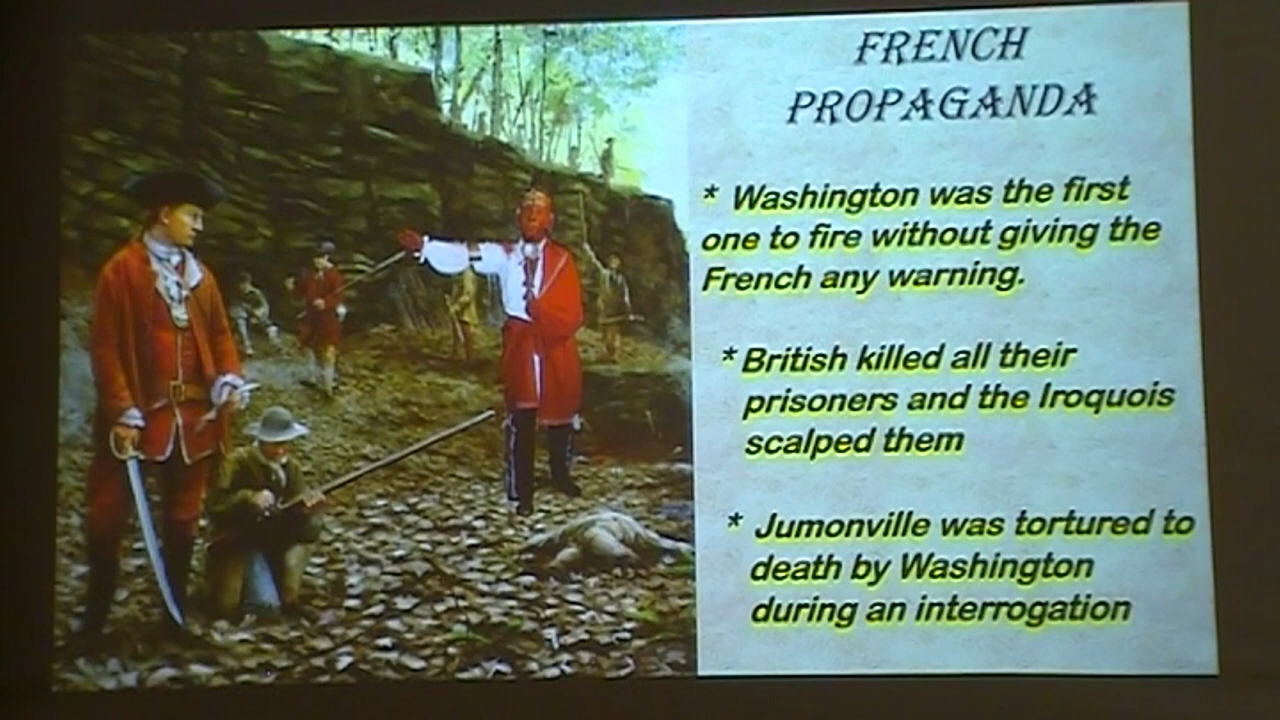 FRENCH
PROPAGANDA
* Washington was the first
one to fire without giving the
French any warning.
* British killed all their
prisoners and the Iroquois
scalped them
* Jumonville was tortured to
death by Washington
during an interrogation